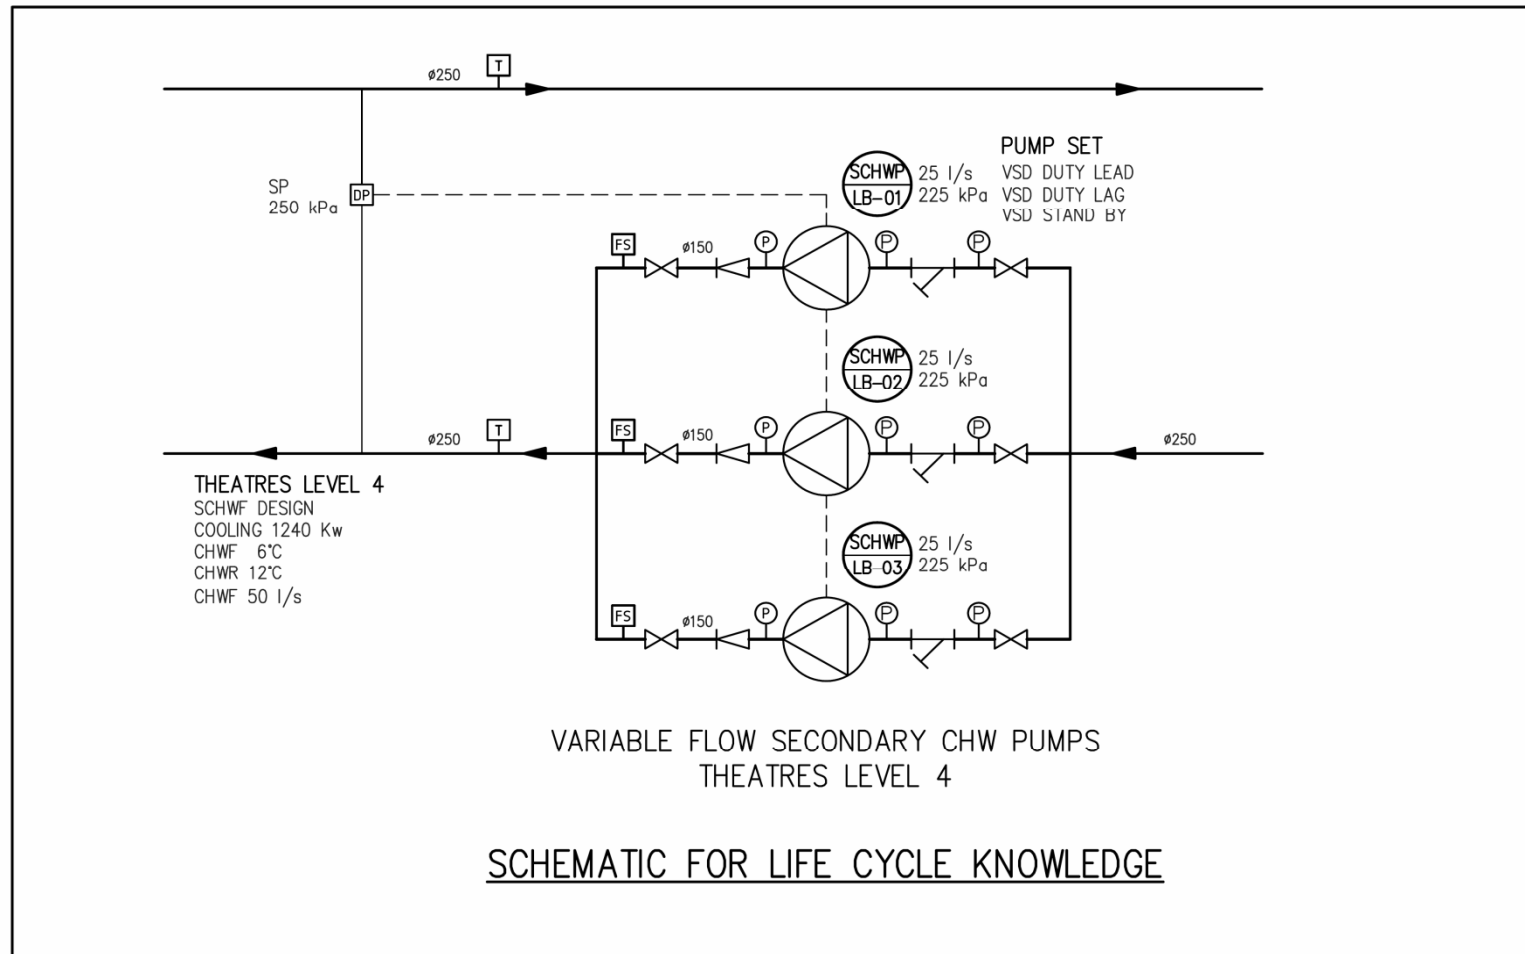 ø250
T
PUMP SET
SCHWP 25 l/s VSD DUTY LEAD
LB-01 225 kPa VSD DUTY LAG
VSD STAND BY
SP
250 kPa
DP
FS
ø150
P
P
P
SCHWP 25 l/s
LB-02 225 kPa
FS
ø150
P
P
P
ø250
T
ø250
THEATRES LEVEL 4
SCHWF DESIGN
COOLING 1240 Kw
CHWF 6°C
CHWR 12°C
CHWF 50 l/s
SCHWP 25 l/s
LB-03 225 kPa
FS
ø150
P
P
P
VARIABLE FLOW SECONDARY CHW PUMPS
THEATRES LEVEL 4
SCHEMATIC FOR LIFE CYCLE KNOWLEDGE